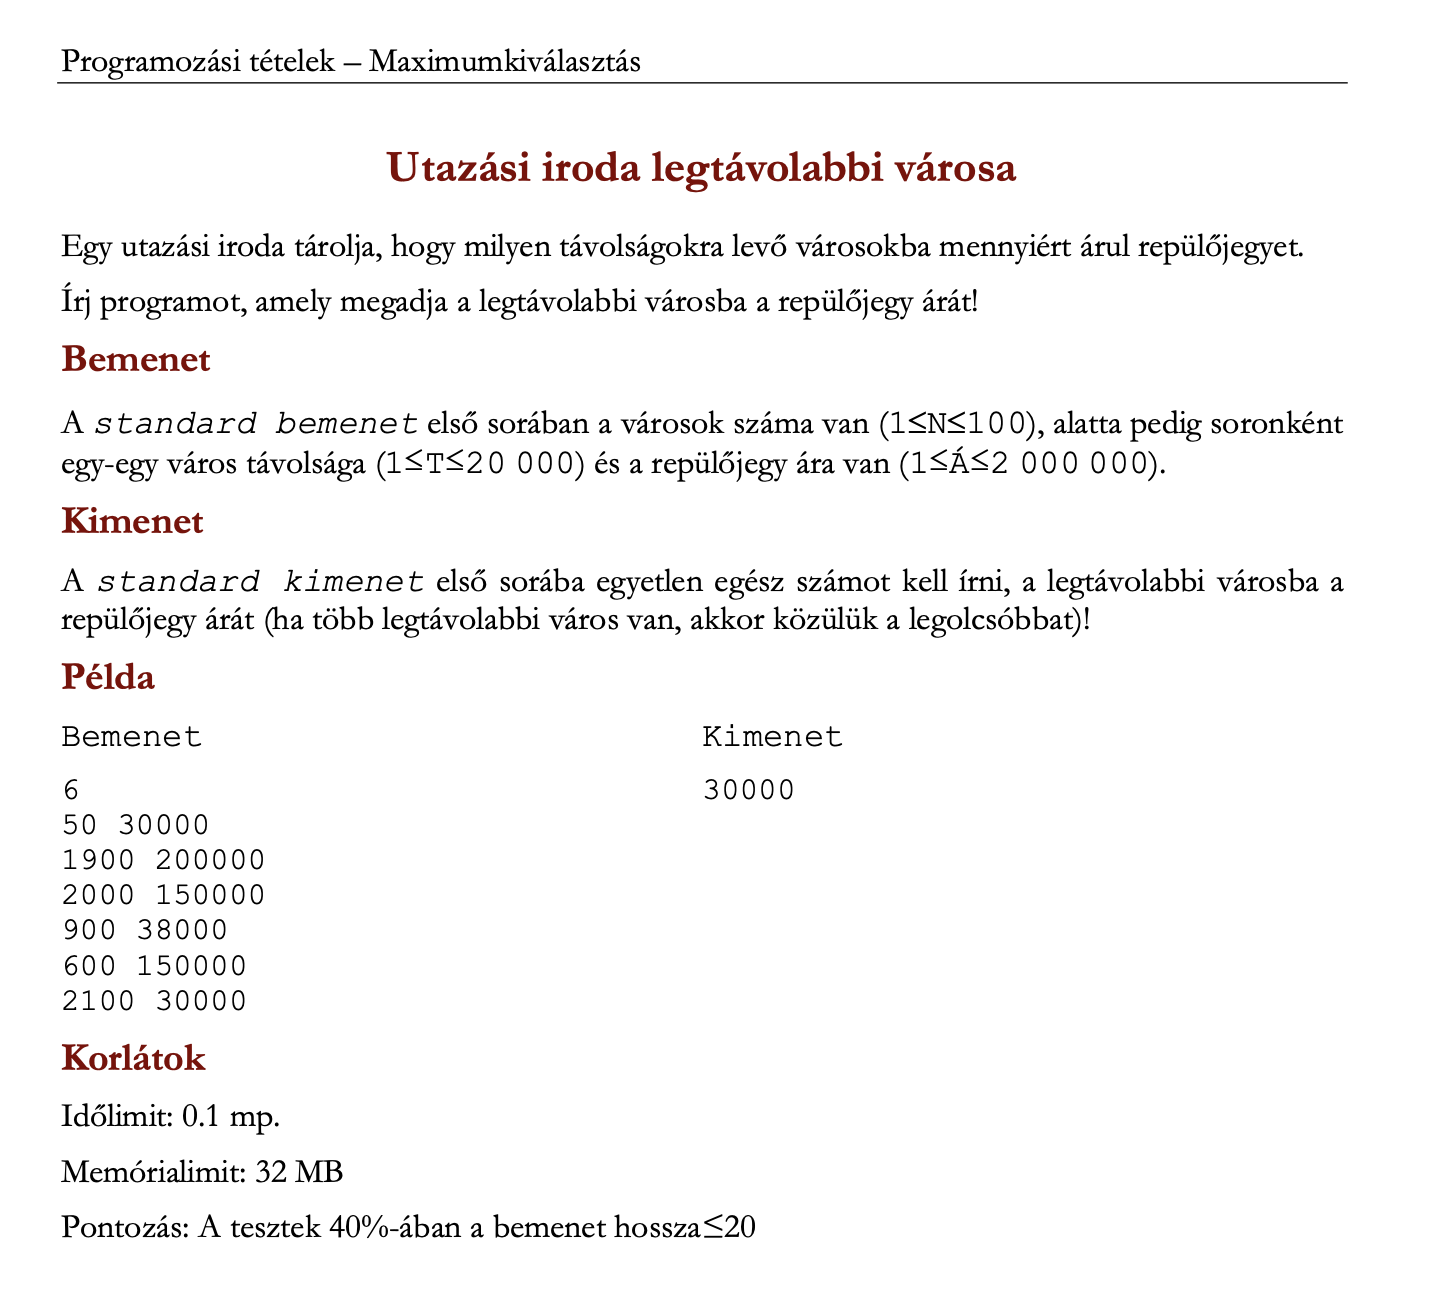 Programozási tételek – Maximumkiválasztás
Utazási iroda legtávolabbi városa
Egy utazási iroda tárolja, hogy milyen távolságokra levő városokba mennyiért árul repülőjegyet.
Írj programot, amely megadja a legtávolabbi városba a repülőjegy árát!
Bemenet
A standard bemenet első sorában a városok száma van (1≤N≤100), alatta pedig soronként
egy-egy város távolsága (1≤T≤20 000) és a repülőjegy ára van (1≤Á≤2 000 000).
Kimenet
A standard kimenet első sorába egyetlen egész számot kell írni, a legtávolabbi városba a
repülőjegy árát (ha több legtávolabbi város van, akkor közülük a legolcsóbbat)!
Példa
Bemenet Kimenet
6 30000
50 30000
1900 200000
2000 150000
900 38000
600 150000
2100 30000
Korlátok
Időlimit: 0.1 mp.
Memórialimit: 32 MB
Pontozás: A tesztek 40%-ában a bemenet hossza≤20